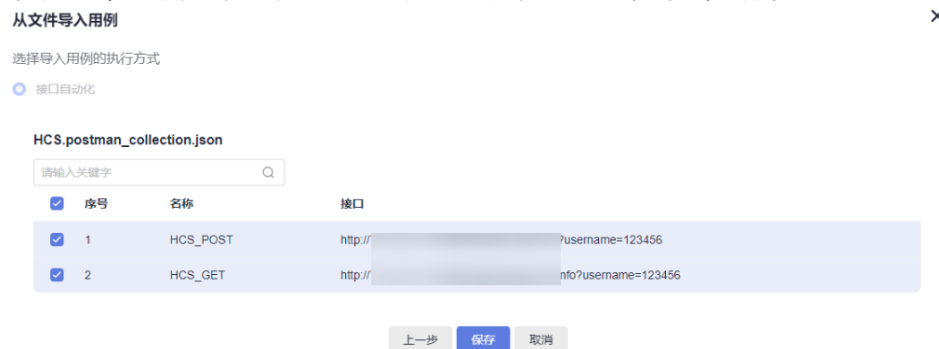 从文件导入用例
选择导入用例的执行方式
接口自动化
HCS.postman_collection.json
请输入关键字
序号 名称 接口
1 HCS_POST http:// ?username=123456
2 HCS_GET http:// nfo?username=123456
上一步 保存 取消